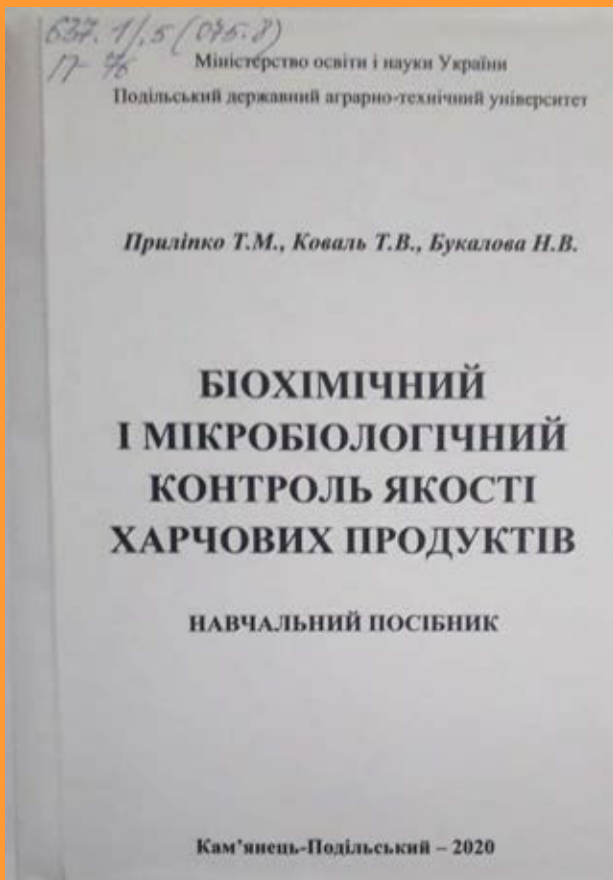 637.1/.5 (075.8)
П-76
Міністерство освіти і науки України
Подільський державний аграрно-технічний університет
Приліпко Т.М., Коваль Т.В., Букалова Н.В.
БІОХІМІЧНИЙ
І МІКРОБІОЛОГІЧНИЙ
КОНТРОЛЬ ЯКОСТІ
ХАРЧОВИХ ПРОДУКТІВ
НАВЧАЛЬНИЙ ПОСІБНИК
Кам’янець-Подільський – 2020